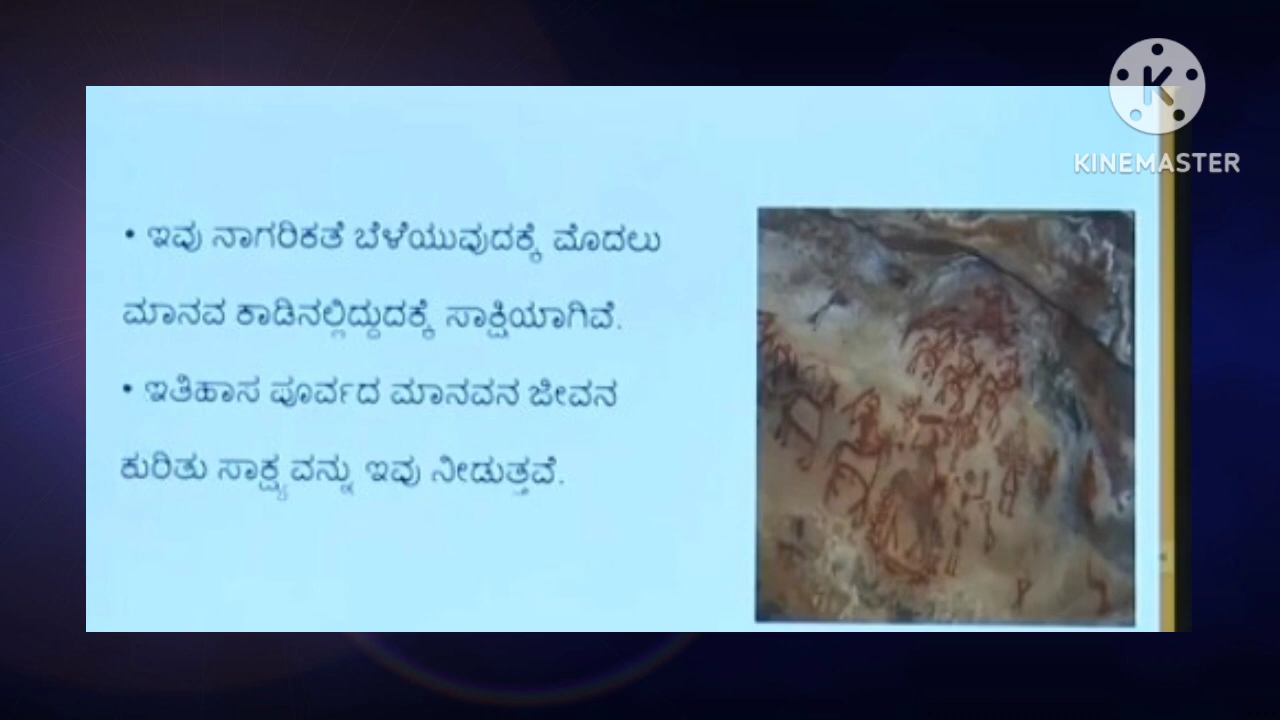 KINEMASTER
• ಇವು ನಾಗರಿಕತೆ ಬೆಳೆಯುವುದಕ್ಕೆ ಮೊದಲು
ಮಾನವ ಕಾಡಿನಲ್ಲಿದ್ದುದಕ್ಕೆ ಸಾಕ್ಷಿಯಾಗಿವೆ.
• ಇತಿಹಾಸ ಪೂರ್ವದ ಮಾನವನ ಜೀವನ
ಕುರಿತು ಸಾಕ್ಷ್ಯವನ್ನು ಇವು ನೀಡುತ್ತವೆ.